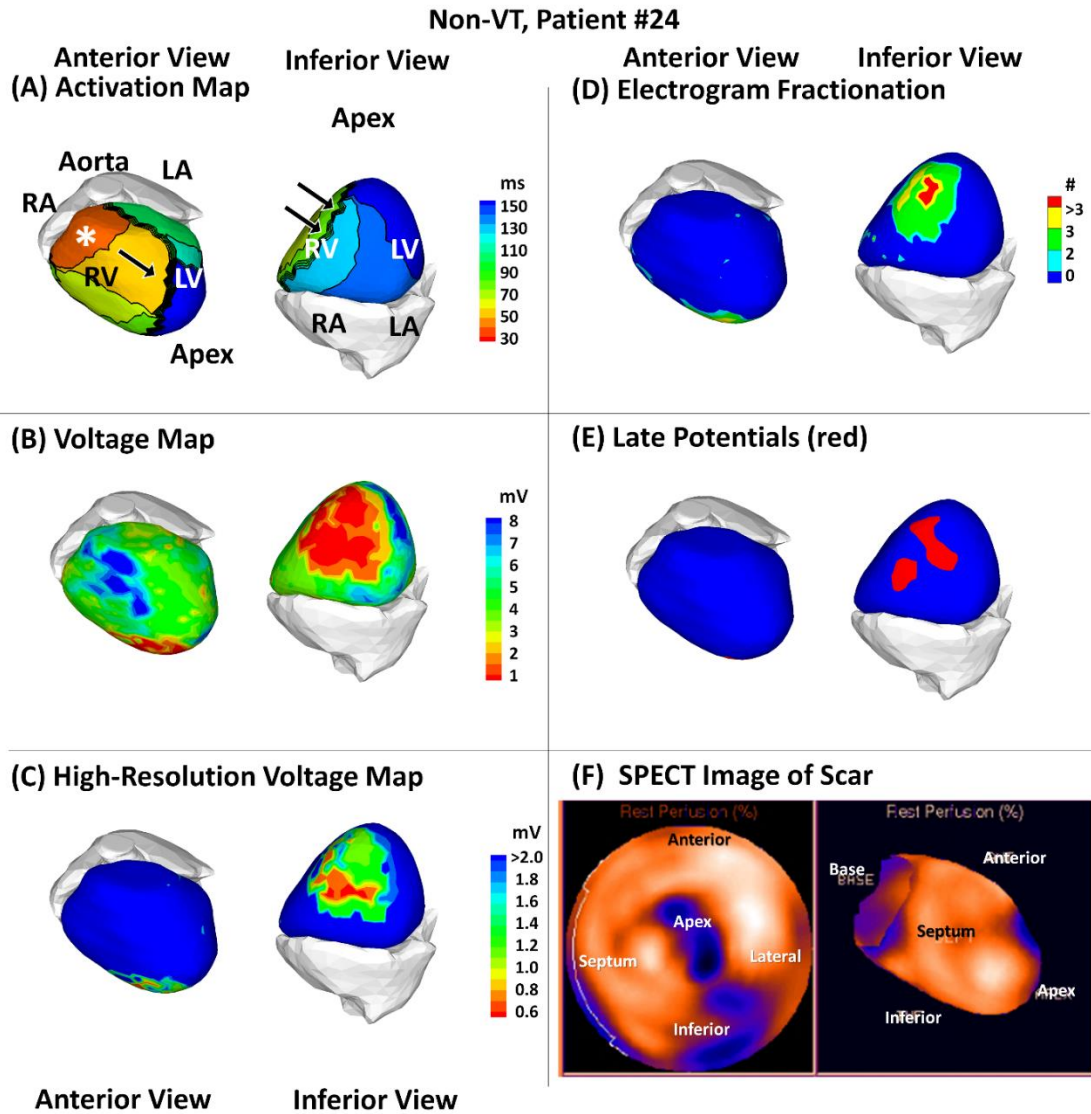 Non-VT, Patient #24
Anterior View Inferior View
(A) Activation Map
Apex
Aorta LA
RA
*
RV LV
Apex
RV LV
RA LA
ms
150
130
110
90
70
50
30
Anterior View Inferior View
(D) Electrogram Fractionation
#
>3
3
2
0
(B) Voltage Map
mV
8
7
6
5
4
3
2
1
(E) Late Potentials (red)
(C) High-Resolution Voltage Map
mV
>2.0
1.8
1.6
1.4
1.2
1.0
0.8
0.6
Anterior View Inferior View
(F) SPECT Image of Scar
Rest Perfusion (%)
Anterior
Apex
Septum Lateral
Inferior
Rest Perfusion (%)
Anterior
Base
BASE
Septum
Apex
Inferior